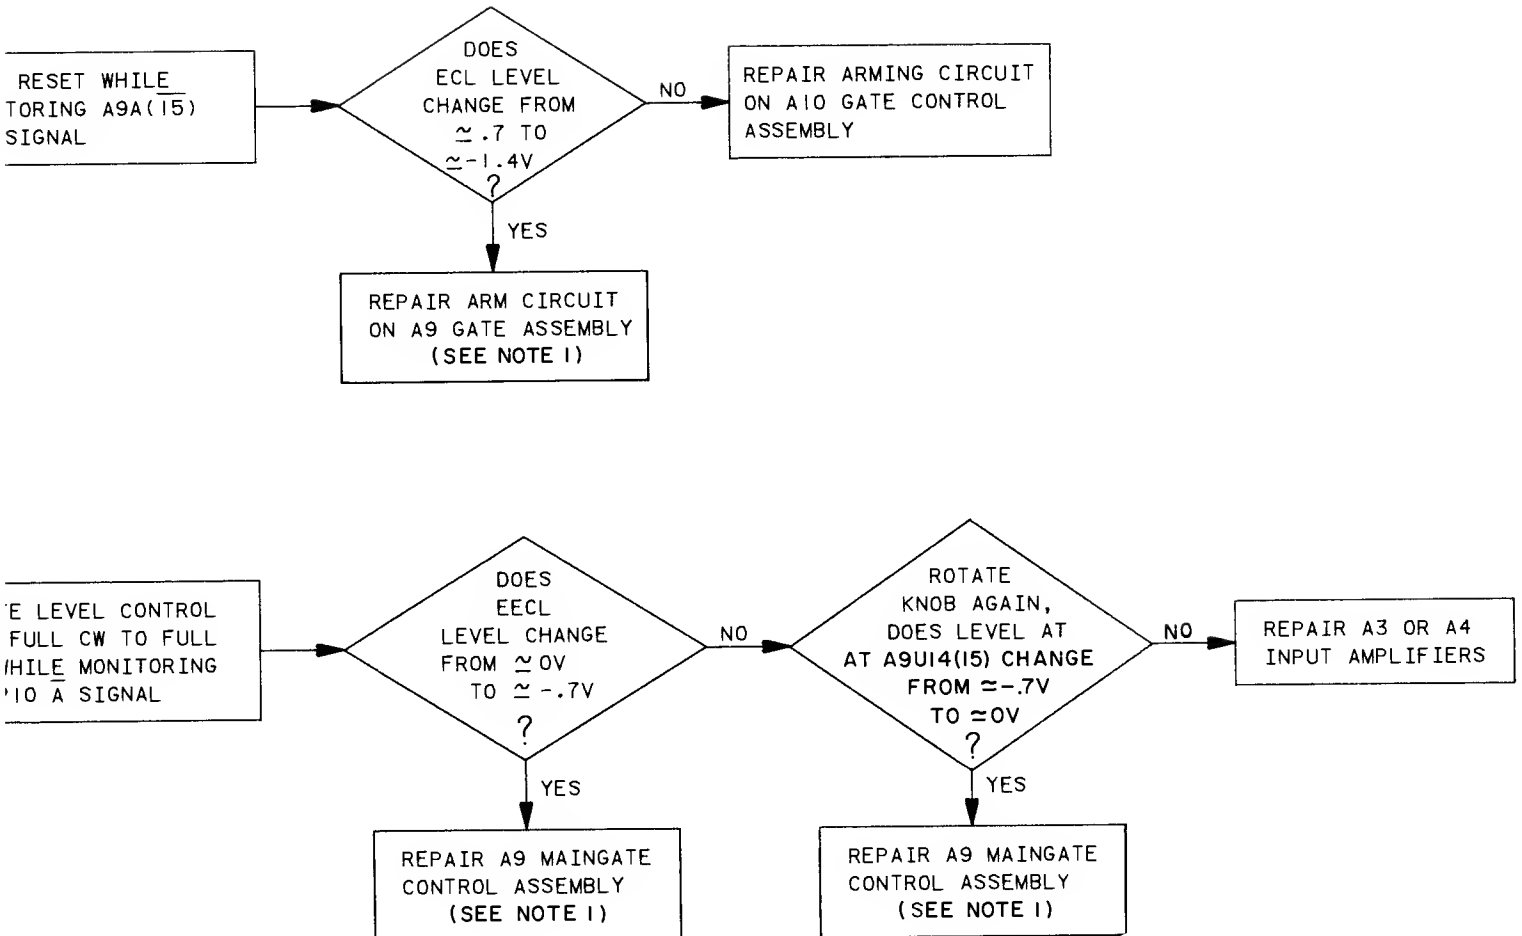 RESET WHILE
TORING A9A(15)
SIGNAL
DOES
ECL LEVEL
CHANGE FROM
≃ .7 TO
≃-1.4V
?
NO
REPAIR ARMING CIRCUIT
ON A10 GATE CONTROL
ASSEMBLY
YES
REPAIR ARM CIRCUIT
ON A9 GATE ASSEMBLY
(SEE NOTE 1)
E LEVEL CONTROL
FULL CW TO FULL
WHILE MONITORING
10 A SIGNAL
DOES
EECL
LEVEL CHANGE
FROM ≃ 0V
TO ≃ -.7V
?
NO
ROTATE
KNOB AGAIN,
DOES LEVEL AT
AT A9U14(15) CHANGE
FROM ≃-.7V
TO ≃0V
?
NO
REPAIR A3 OR A4
INPUT AMPLIFIERS
YES
REPAIR A9 MAINGATE
CONTROL ASSEMBLY
(SEE NOTE 1)
YES
REPAIR A9 MAINGATE
CONTROL ASSEMBLY
(SEE NOTE 1)